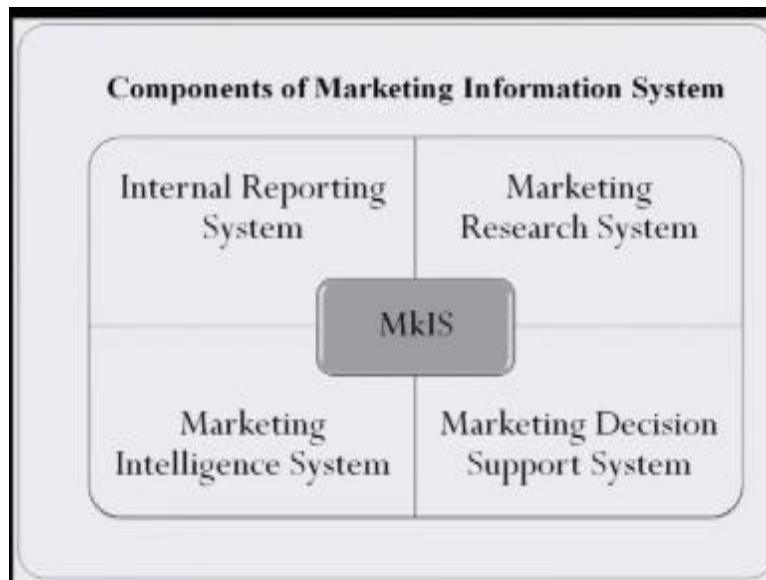 Components of Marketing Information System
Internal Reporting
System
Marketing
Research System
MkIS
Marketing
Intelligence System
Marketing Decision
Support System